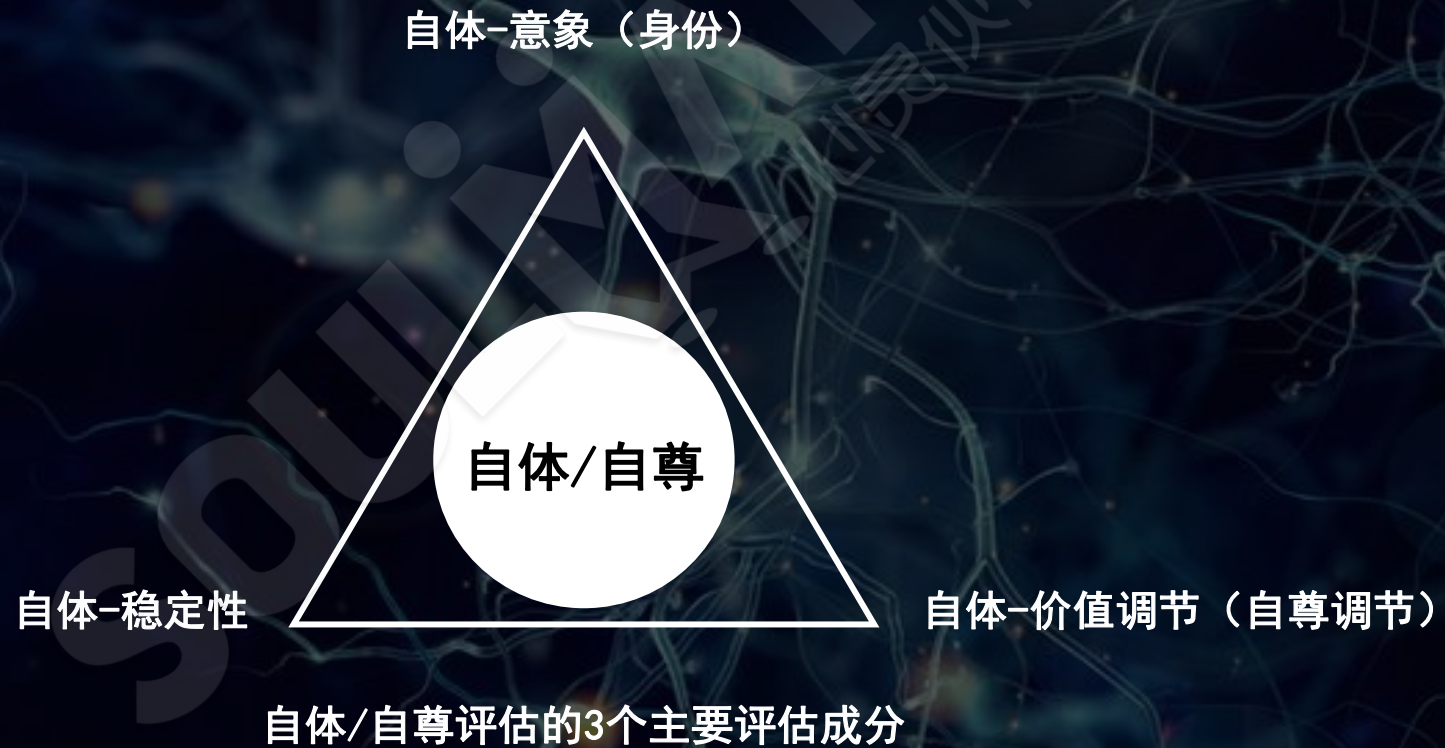 自体-意象（身份）
自体/自尊
自体-稳定性
自体-价值调节（自尊调节）
自体/自尊评估的3个主要评估成分